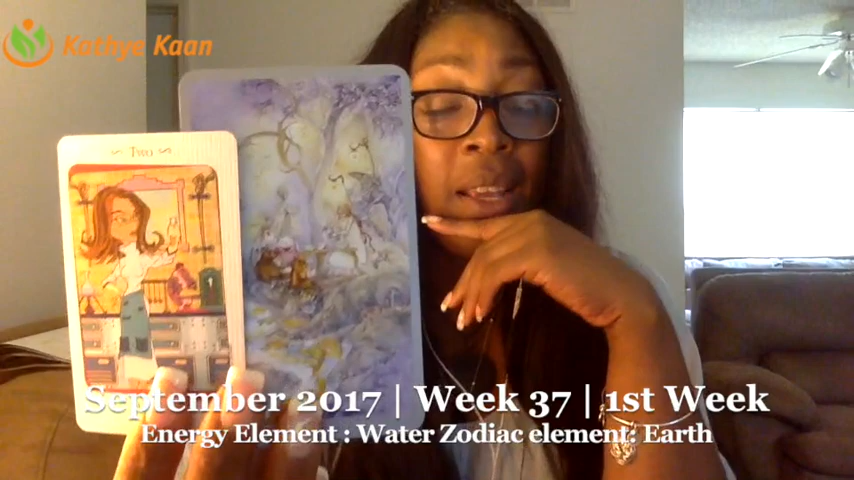 Kathye Kaan
~ Two ~
September 2017 | Week 37 | 1st Week
Energy Element : Water Zodiac element: Earth